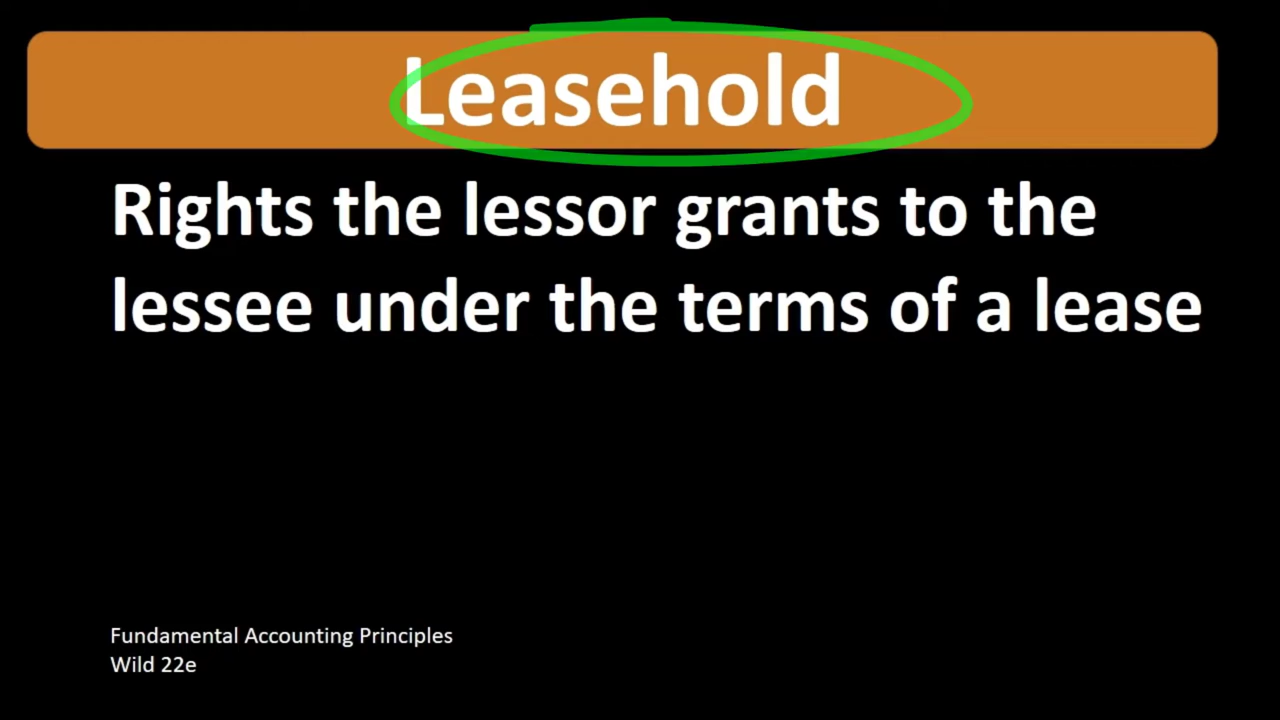 Leasehold
Rights the lessor grants to the
lessee under the terms of a lease
Fundamental Accounting Principles
Wild 22e